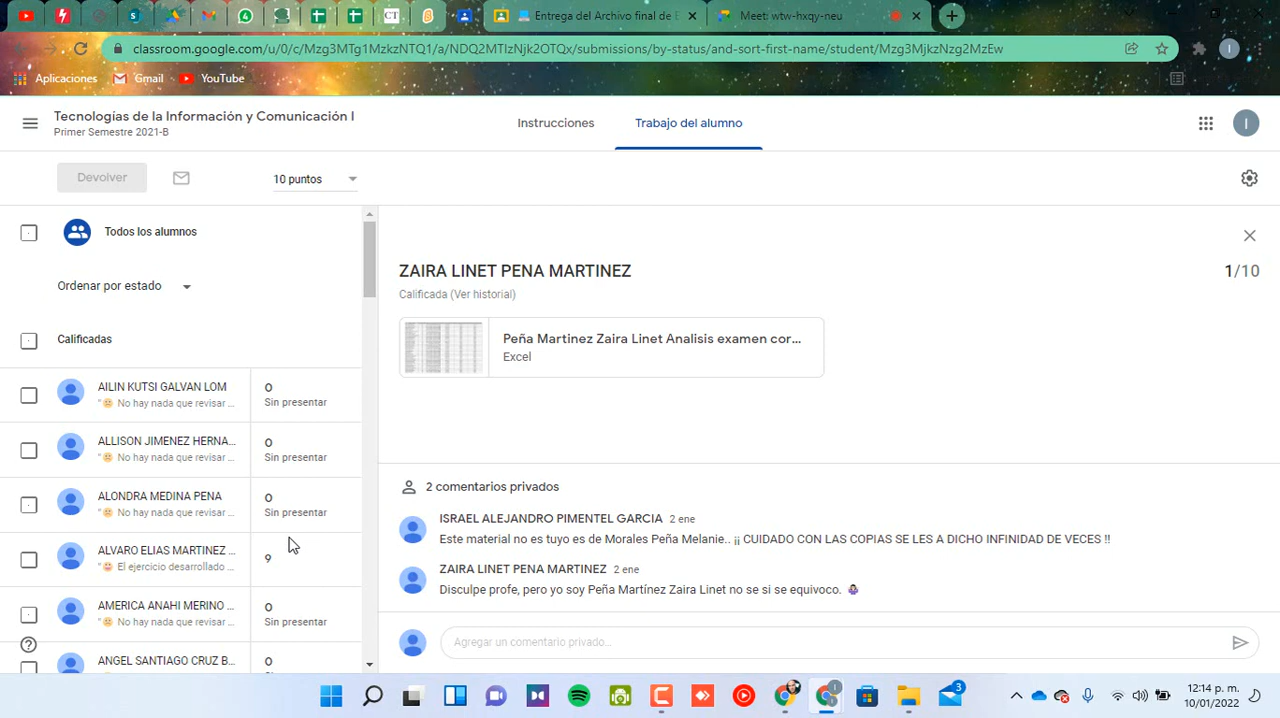 Entrega del Archivo final de E
Meet: wtw-hxqy-neu
classroom.google.com/u/0/c/Mzg3MTg1MzkzNTQ1/a/NDQ2MTIzNjk2OTQx/submissions/by-status/and-sort-first-name/student/Mzg3MjkzNzg2MzEw
Aplicaciones
Gmail
YouTube
Tecnologías de la Información y Comunicación I
Primer Semestre 2021-B
Instrucciones
Trabajo del alumno
I
Devolver
10 puntos
Todos los alumnos
Ordenar por estado
Calificadas
AILIN KUTSI GALVAN LOM
" No hay nada que revisar ...
0
Sin presentar
ALLISON JIMENEZ HERNA...
" No hay nada que revisar ...
0
Sin presentar
ALONDRA MEDINA PENA
" No hay nada que revisar ...
0
Sin presentar
ALVARO ELIAS MARTINEZ ...
" El ejercicio desarrollado ...
9
AMERICA ANAHI MERINO ...
" No hay nada que revisar ...
0
Sin presentar
ANGEL SANTIAGO CRUZ B...
0
ZAIRA LINET PENA MARTINEZ
1/10
Calificada (Ver historial)
Peña Martinez Zaira Linet Analisis examen cor...
Excel
2 comentarios privados
ISRAEL ALEJANDRO PIMENTEL GARCIA 2 ene
Este material no es tuyo es de Morales Peña Melanie.. ¡¡ CUIDADO CON LAS COPIAS SE LES A DICHO INFINIDAD DE VECES !!
ZAIRA LINET PENA MARTINEZ 2 ene
Disculpe profe, pero yo soy Peña Martínez Zaira Linet no se si se equivoco. 🤷🏽‍♀️
Agregar un comentario privado...
3
12:14 p. m.
10/01/2022